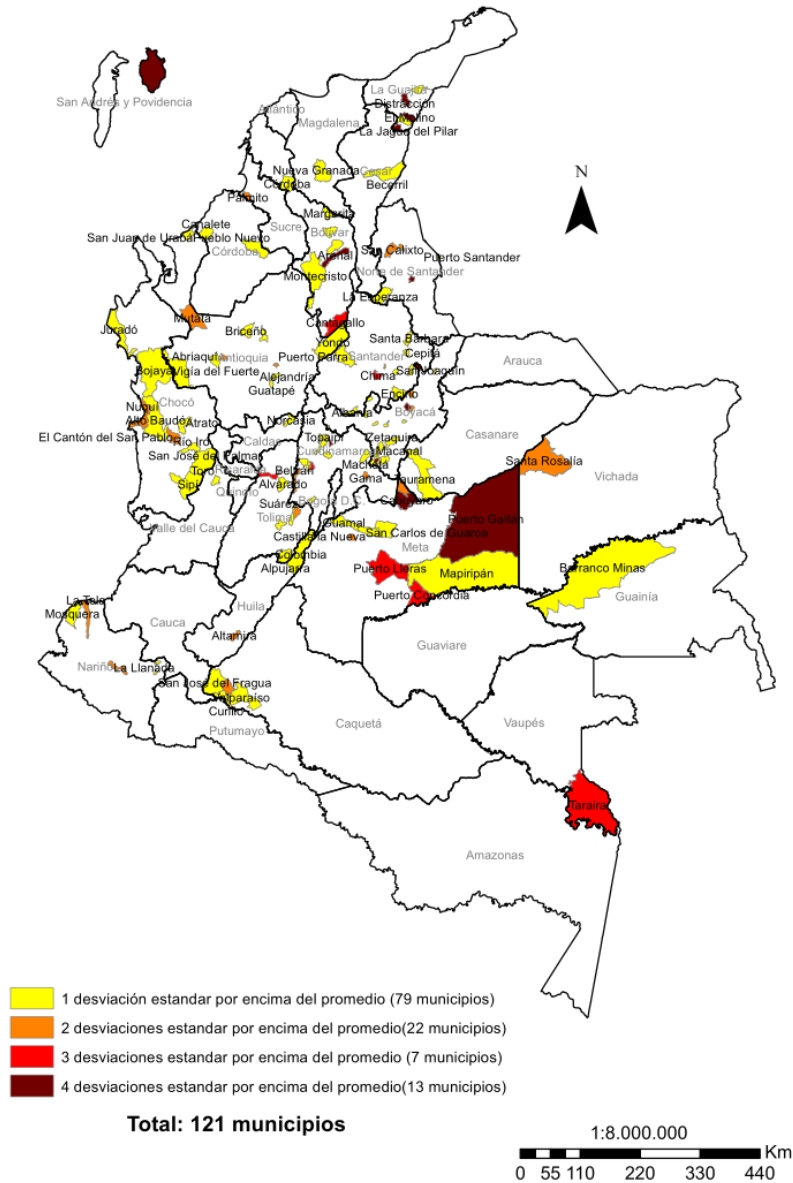 San Andrés y Povidencia
La Guajira
Distracción
El Molino
La Jagua del Pilar
Atlántico
Magdalena
Nueva Granada
Cesar
Becerril
Córdoba
Palmito
Margarita
Canalete
Sucre
Bolívar
San Juan de Urabá
Pueblo Nuevo
Córdoba
Arenal
San Calixto
Puerto Santander
Norte de Santander
Montecristo
La Esperanza
N
Mutatá
Cantagallo
Juradó
Briceño
Yondó
Santa Bárbara
Abriaquí
Antioquia
Puerto Parra
Santander
Cepitá
Arauca
Bojaya
Vigía del Fuerte
Alejandría
Chima
San Joaquín
Guatapé
Encino
Chocó
Nuquí
Alto Baudó
Atrato
Norcasia
Albania
Boyacá
Casanare
El Cantón del San Pablo
Río Iró
Caldas
Topaipí
Zetaquira
San José del Palmar
Cundinamarca
Macanal
Santa Rosalía
Toro
Risaralda
Beltrán
Machetá
Vichada
Sipí
Quindío
Alvarado
Gama
Tauramena
Suárez
Bogotá D.C.
Cabuyaro
Valle del Cauca
Tolima
Guamal
Puerto Gaitán
Castilla la Nueva
San Carlos de Guaroa
Meta
Colombia
Alpujarra
Puerto Lleras
Mapiripán
Barranco Minas
Puerto Concordia
Guainía
La Tola
Mosquera
Huila
Cauca
Altamira
Guaviare
Nariño
La Llanada
San José del Fragua
Valparaíso
Curillo
Caquetá
Vaupés
Putumayo
Taraira
Amazonas
1 desviación estandar por encima del promedio (79 municipios)
2 desviaciones estandar por encima del promedio(22 municipios)
3 desviaciones estandar por encima del promedio (7 municipios)
4 desviaciones estandar por encima del promedio(13 municipios)
Total: 121 municipios
1:8.000.000
Km
0 55 110 220 330 440